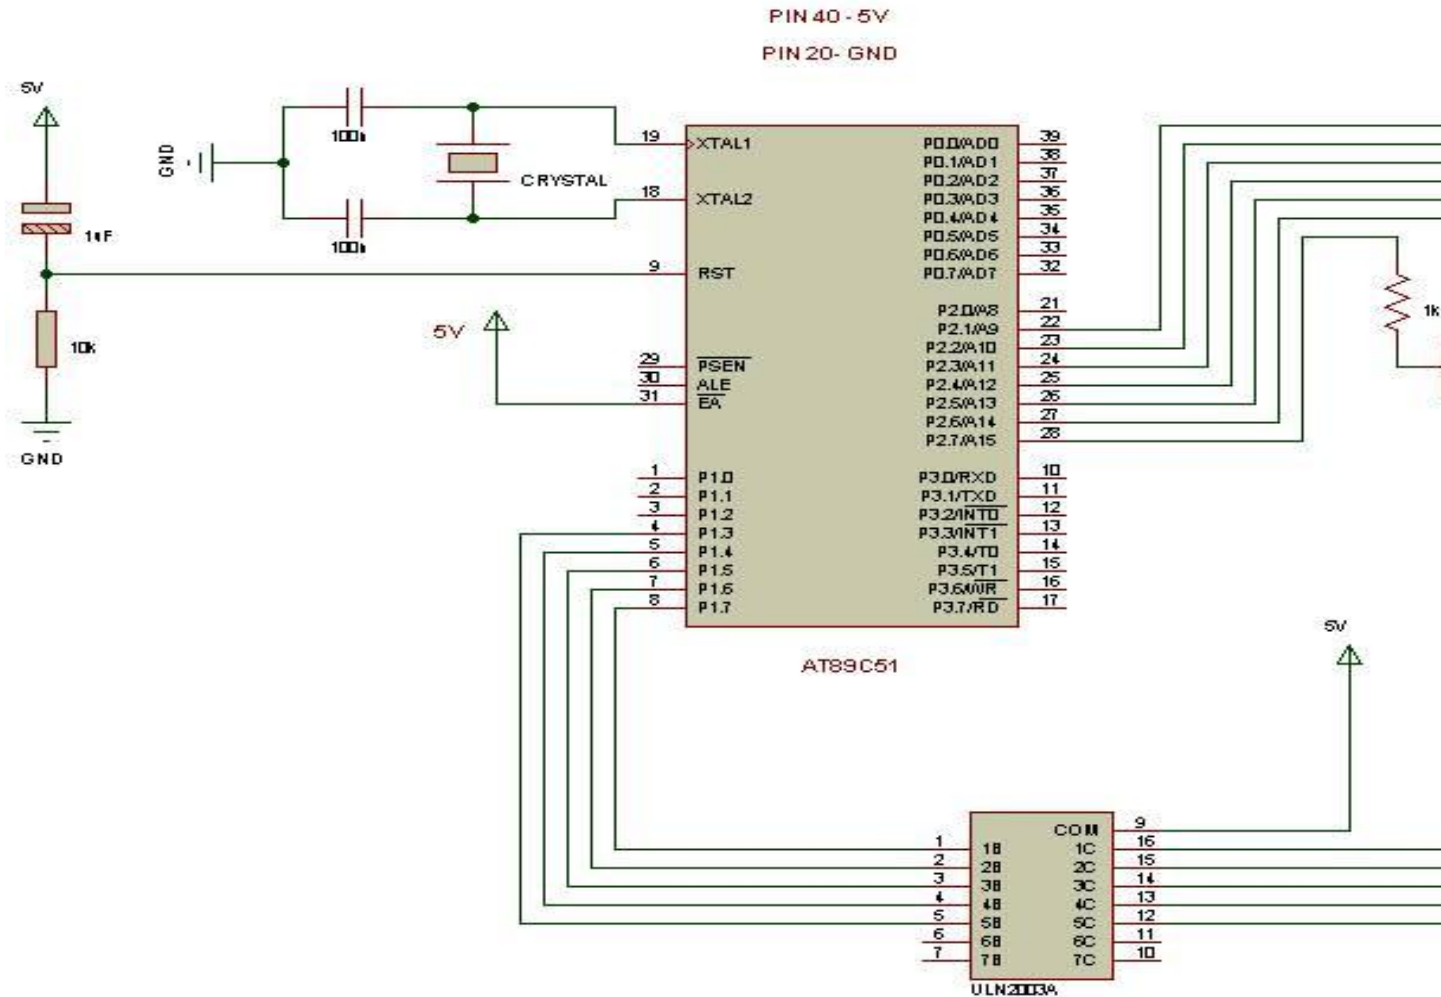 PIN 40 - 5V
PIN 20- GND
5V
1uF
10k
GND
GND
100n
100n
CRYSTAL
5V
19 XTAL1
18 XTAL2
9 RST
29 PSEN
30 ALE
31 EA
1 P1.0
2 P1.1
3 P1.2
4 P1.3
5 P1.4
6 P1.5
7 P1.6
8 P1.7
P0.0/AD0 39
P0.1/AD1 38
P0.2/AD2 37
P0.3/AD3 36
P0.4/AD4 35
P0.5/AD5 34
P0.6/AD6 33
P0.7/AD7 32
P2.0/A8 21
P2.1/A9 22
P2.2/A10 23
P2.3/A11 24
P2.4/A12 25
P2.5/A13 26
P2.6/A14 27
P2.7/A15 28
P3.0/RXD 10
P3.1/TXD 11
P3.2/INT0 12
P3.3/INT1 13
P3.4/T0 14
P3.5/T1 15
P3.6/WR 16
P3.7/RD 17
AT89C51
1k
5V
1 1B
2 2B
3 3B
4 4B
5 5B
6 6B
7 7B
COM 9
1C 16
2C 15
3C 14
4C 13
5C 12
6C 11
7C 10
ULN2003A